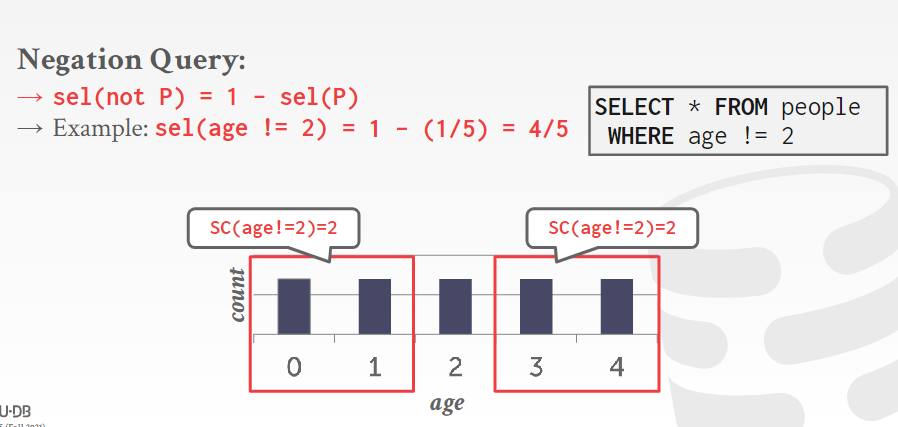 Negation Query:
→ sel(not P) = 1 – sel(P)
→ Example: sel(age != 2) = 1 – (1/5) = 4/5
SELECT * FROM people
WHERE age != 2
SC(age!=2)=2
SC(age!=2)=2
count
0 1 2 3 4
age
U·DB